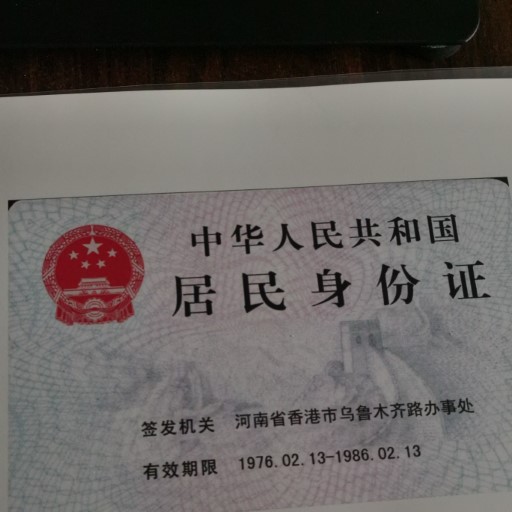 中华人民共和国
居民身份证
签发机关 河南省香港市乌鲁木齐路办事处
有效期限 1976.02.13-1986.02.13